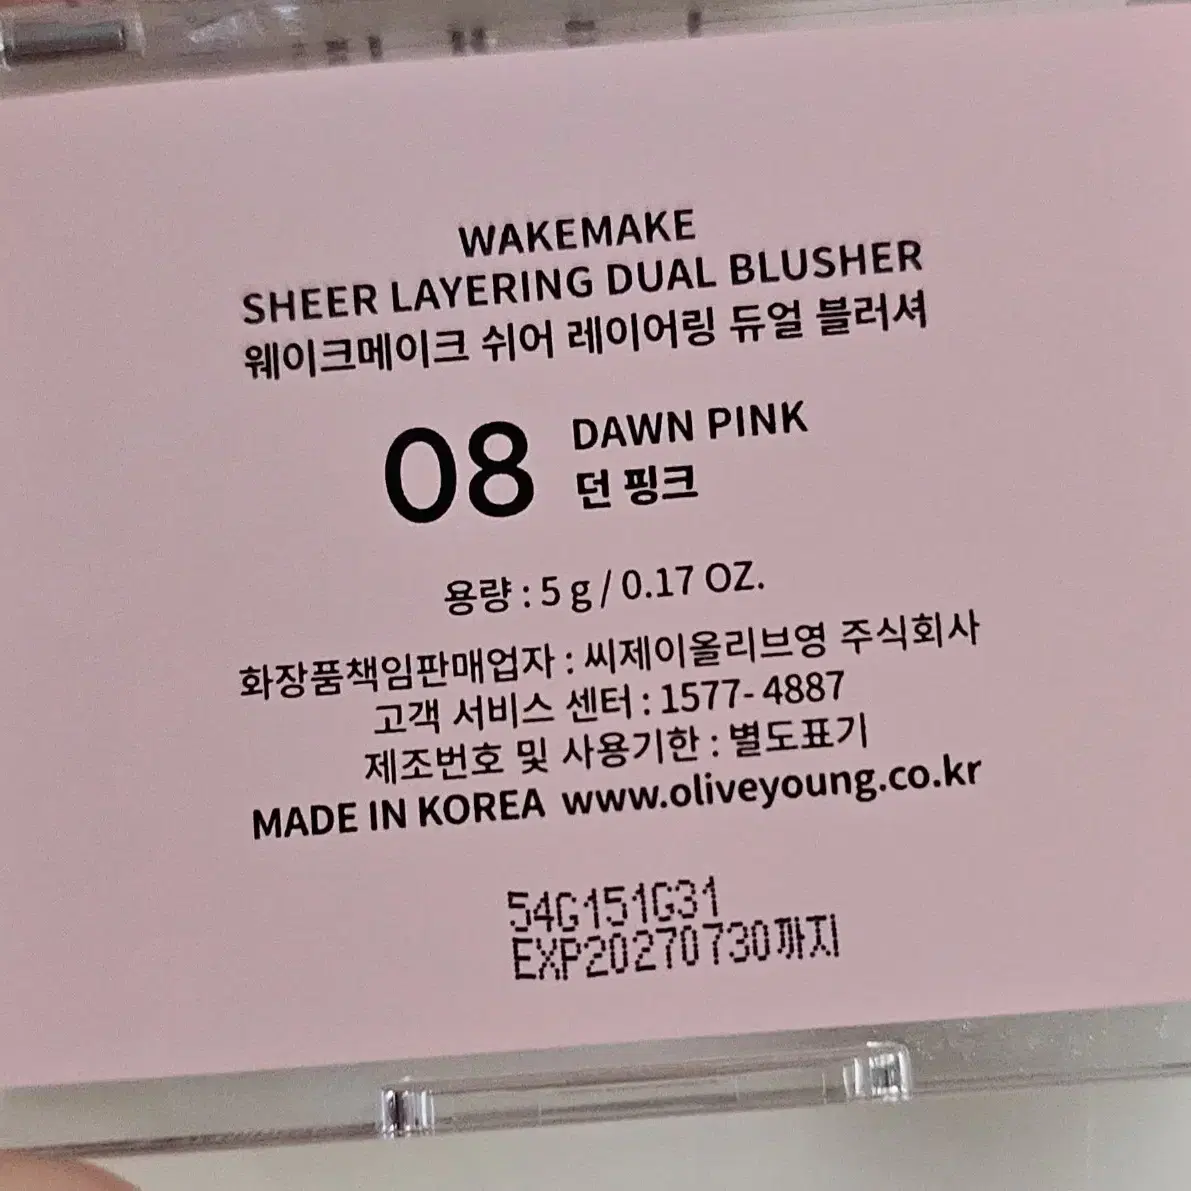 WAKEMAKE
SHEER LAYERING DUAL BLUSHER
웨이크메이크 쉬어 레이어링 듀얼 블러셔
08 DAWN PINK
던 핑크
용량 : 5 g / 0.17 OZ.
화장품책임판매업자 : 씨제이올리브영 주식회사
고객 서비스 센터 : 1577- 4887
제조번호 및 사용기한 : 별도표기
MADE IN KOREA www.oliveyoung.co.kr
54G151G31
EXP20270730까지